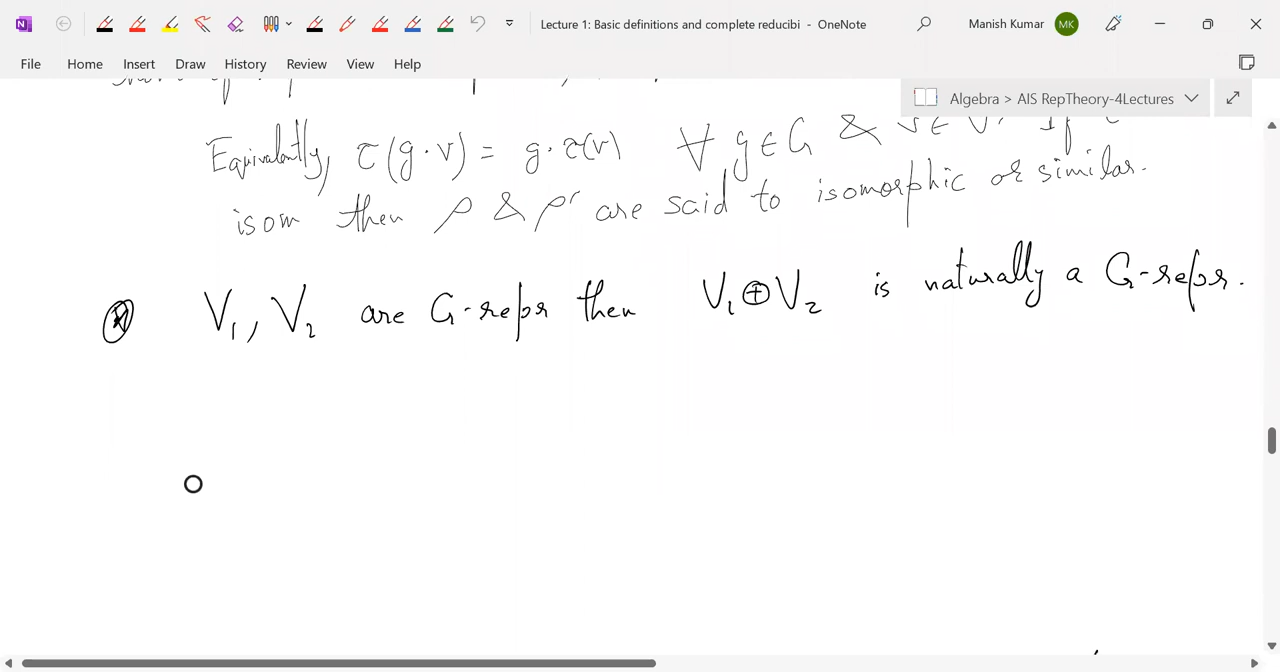 Lecture 1: Basic definitions and complete reducibi - OneNote
Manish Kumar
MK
File Home Insert Draw History Review View Help
Algebra > AIS RepTheory-4Lectures
Equivalently, τ(g·v) = g·τ(v) ∀ g∈G &
isom then ρ & ρ' are said to isomorphic or similar.
V₁, V₂ are G-repr then V₁⊕V₂ is naturally a G-repr.